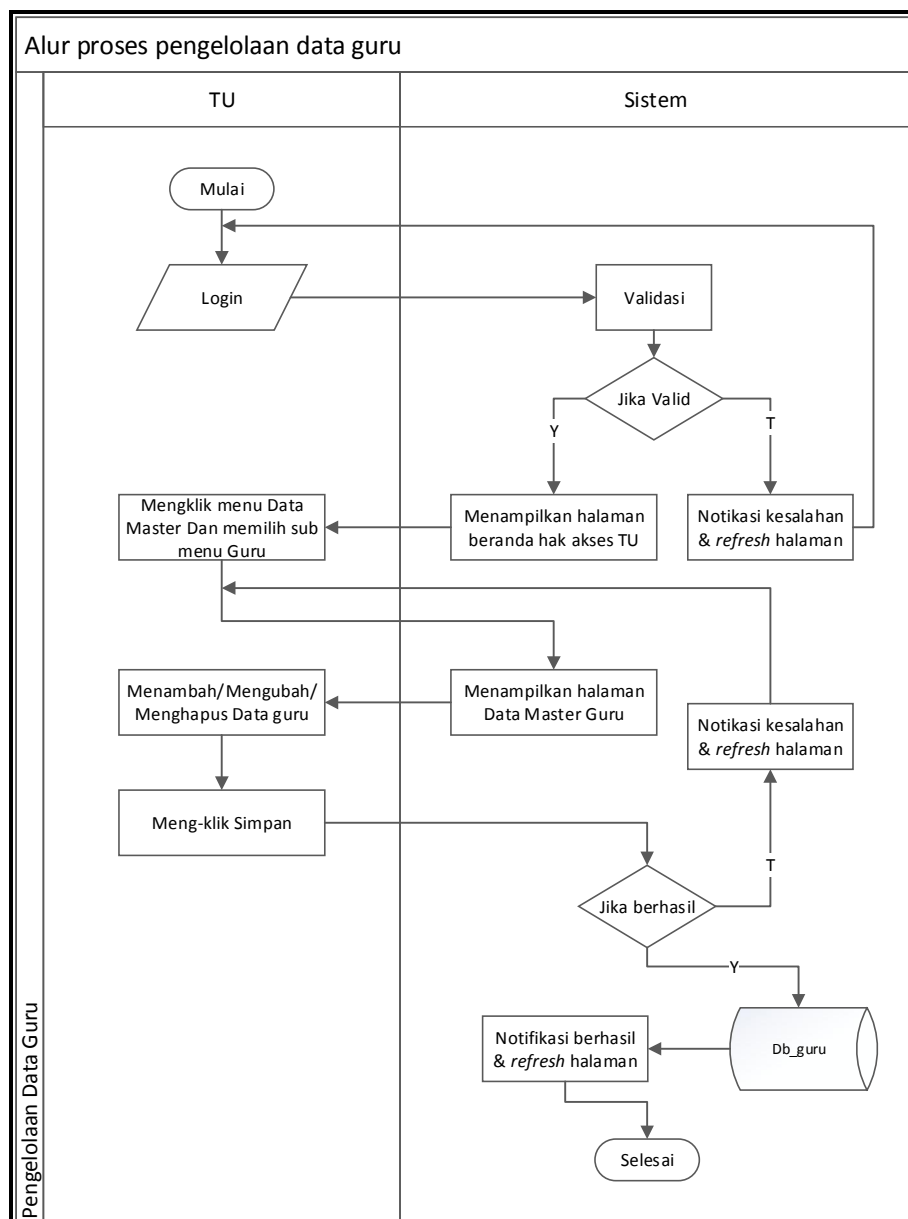 Alur proses pengelolaan data guru
TU
Sistem
Mulai
Login
Validasi
Jika Valid
Y
T
Mengklik menu Data
Master Dan memilih sub
menu Guru
Menampilkan halaman
beranda hak akses TU
Notikasi kesalahan
& refresh halaman
Menambah/Mengubah/
Menghapus Data guru
Menampilkan halaman
Data Master Guru
Notikasi kesalahan
& refresh halaman
Meng-klik Simpan
T
Jika berhasil
Y
Db_guru
Notifikasi berhasil
& refresh halaman
Selesai
Pengelolaan Data Guru